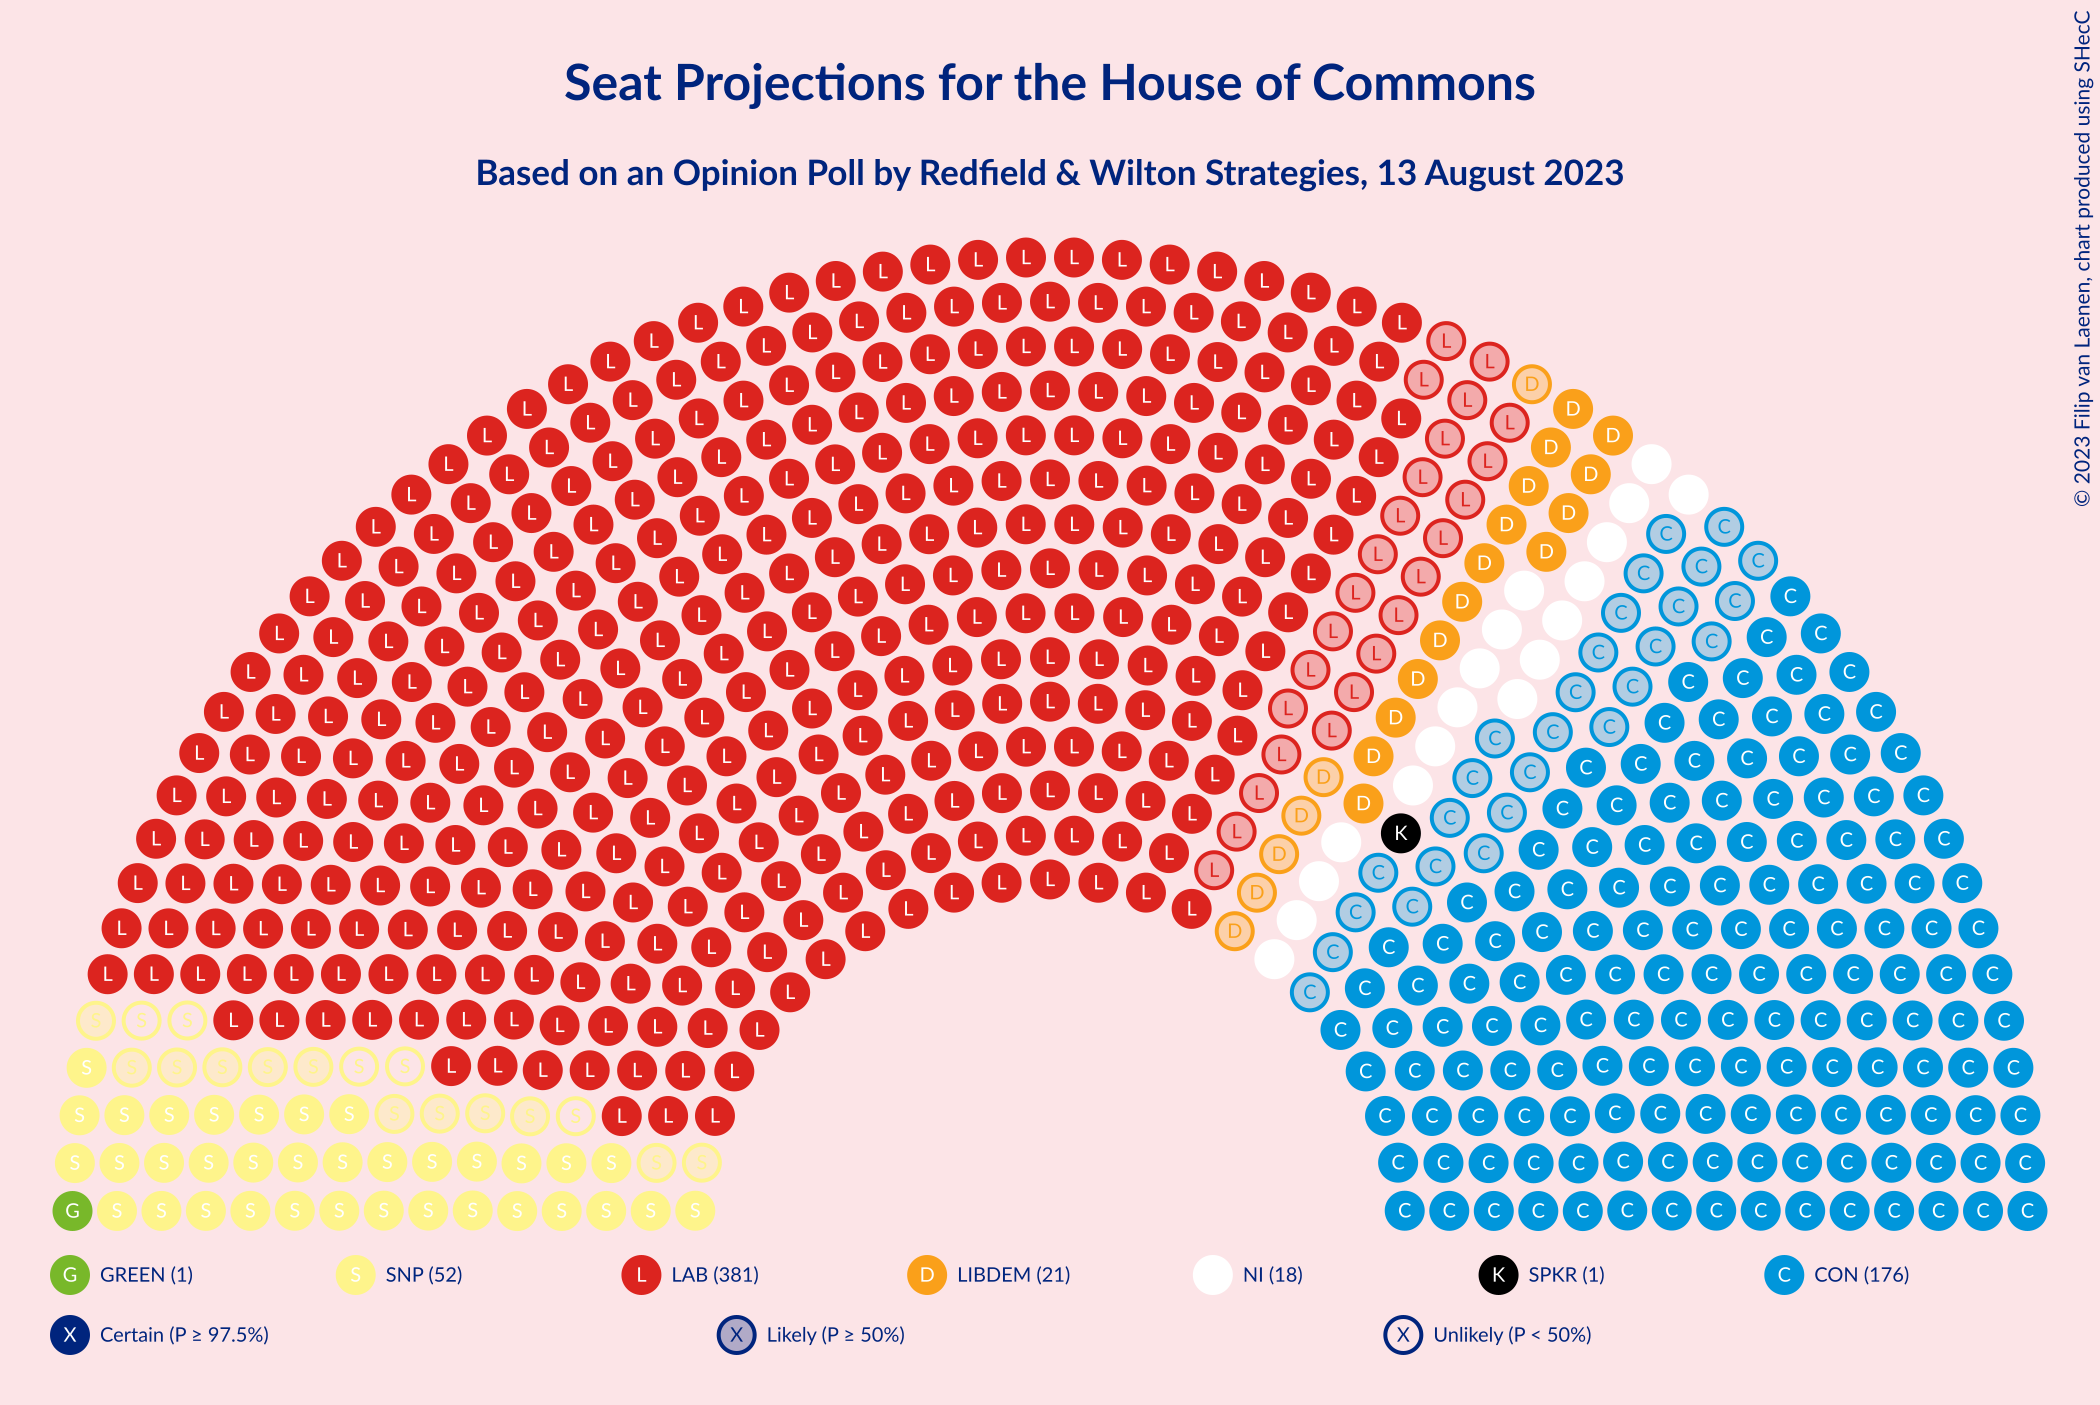 Seat Projections for the House of Commons
Based on an Opinion Poll by Redfield & Wilton Strategies, 13 August 2023
© 2023 Filip van Laenen, chart produced using SHecC
G GREEN (1) S SNP (52) L LAB (381) D LIBDEM (21) NI (18) K SPKR (1) C CON (176)
X Certain (P ≥ 97.5%) X Likely (P ≥ 50%) X Unlikely (P < 50%)